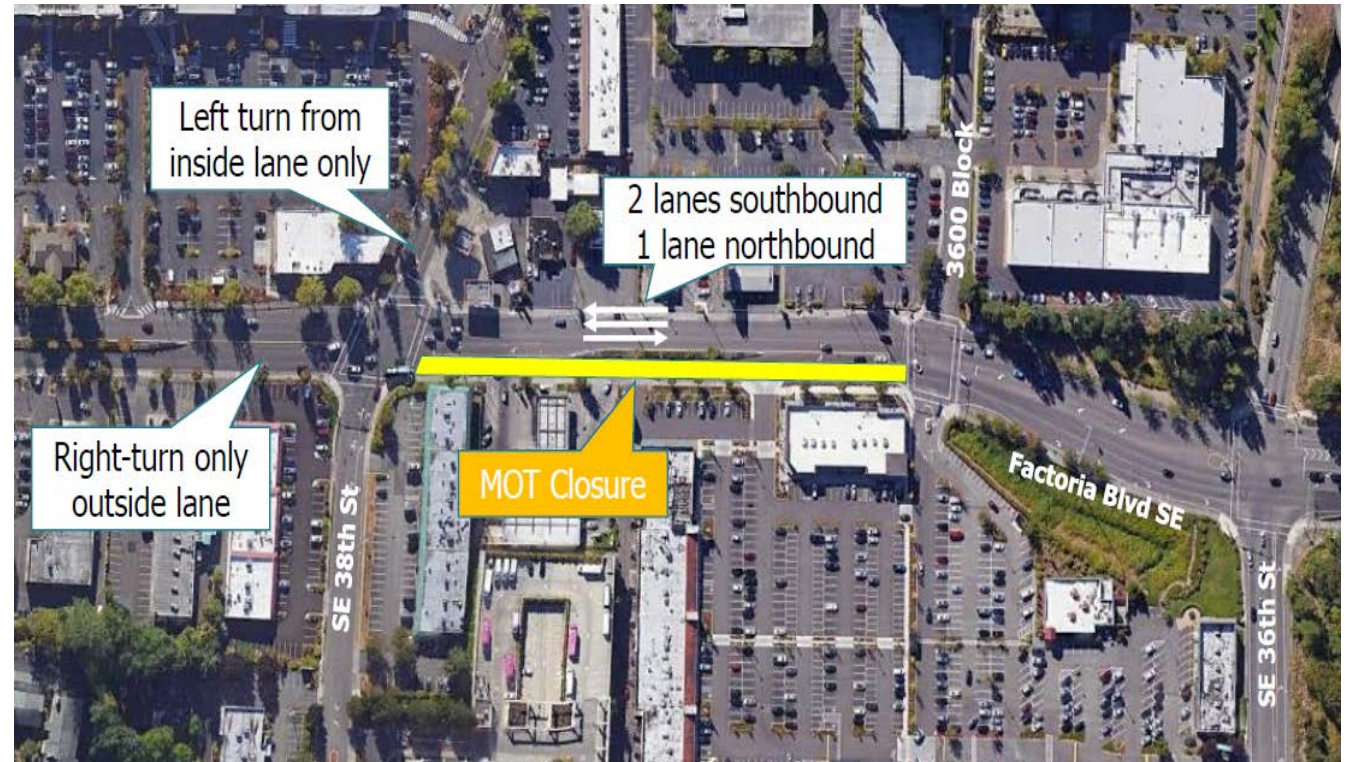 Left turn from
inside lane only
2 lanes southbound
1 lane northbound
3600 Block
Right-turn only
outside lane
MOT Closure
SE 38th St
Factoria Blvd SE
SE 36th St